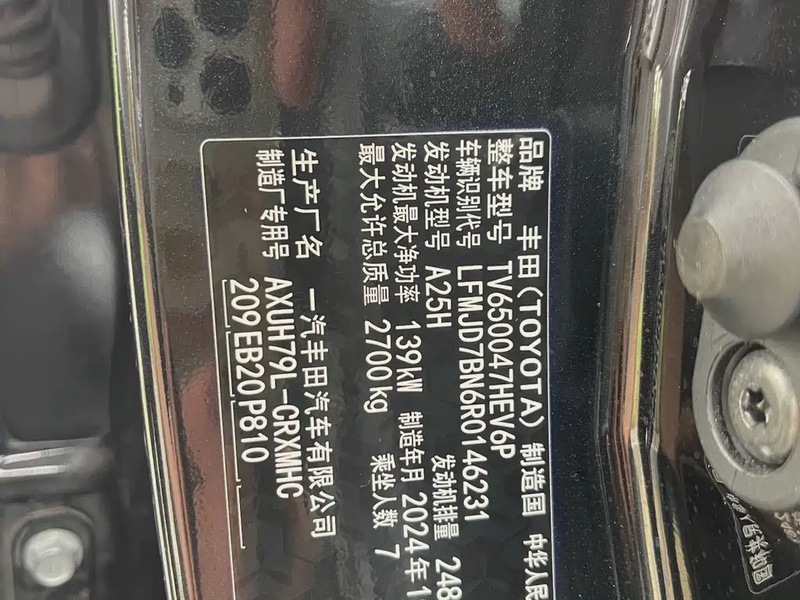 品牌 丰田(TOYOTA) 制造国 中华人民
整车型号 TV650047HEV6P
车辆识别代号 LFMJD7BN6R0146231
发动机型号 A25H 发动机排量 248
发动机最大净功率 139kW 制造年月 2024年1
最大允许总质量 2700kg 乘坐人数 7
生产厂名 一汽丰田汽车有限公司
制造厂专用号 AXUH79L-CRXMHC
209 EB20 P810